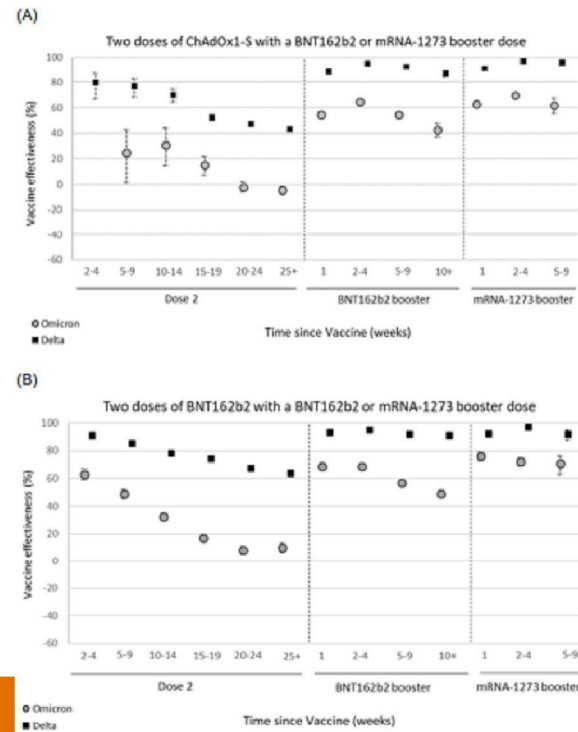 (A)
Two doses of ChAdOx1-S with a BNT162b2 or mRNA-1273 booster dose
Vaccine effectiveness (%)
100
80
60
40
20
0
-20
-40
-60
2-4 5-9 10-14 15-19 20-24 25+ 1 2-4 5-9 10+ 1 2-4 5-9
Dose 2 BNT162b2 booster mRNA-1273 booster
Omicron
Delta
Time since Vaccine (weeks)
(B)
Two doses of BNT162b2 with a BNT162b2 or mRNA-1273 booster dose
Vaccine effectiveness (%)
100
80
60
40
20
0
-20
-40
-60
2-4 5-9 10-14 15-19 20-24 25+ 1 2-4 5-9 10+ 1 2-4 5-9
Dose 2 BNT162b2 booster mRNA-1273 booster
Omicron
Delta
Time since Vaccine (weeks)